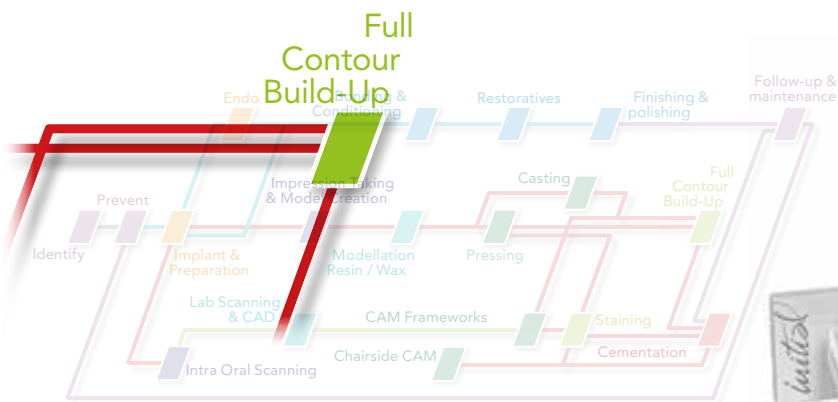 Full
Contour
Build-Up
Endo
Bonding &
Conditioning
Restoratives
Finishing &
polishing
Follow-up &
maintenance
Prevent
Impression Taking
& Model Creation
Casting
Full
Contour
Build-Up
Identify
Implant &
Preparation
Modellation
Resin / Wax
Pressing
Lab Scanning
& CAD
CAM Frameworks
Staining
Intra Oral Scanning
Chairside CAM
Cementation
initial